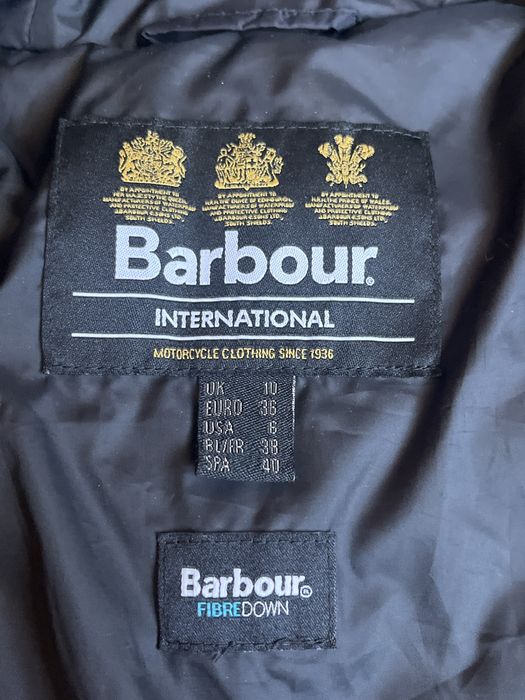 BY APPOINTMENT TO
HER MAJESTY THE QUEEN
MANUFACTURERS OF WATERPROOF
AND PROTECTIVE CLOTHING
J.BARBOUR & SONS LTD.
SOUTH SHIELDS.
BY APPOINTMENT TO
H.R.H. THE DUKE OF EDINBURGH
MANUFACTURERS OF WATERPROOF
AND PROTECTIVE CLOTHING
J.BARBOUR & SONS LTD.
SOUTH SHIELDS.
BY APPOINTMENT TO
H.R.H. THE PRINCE OF WALES
MANUFACTURERS OF WATERPROOF
AND PROTECTIVE CLOTHING
J.BARBOUR & SONS LTD.
SOUTH SHIELDS.
Barbour®
INTERNATIONAL
MOTORCYCLE CLOTHING SINCE 1936
UK 10
EURO 36
USA 6
BL/FR 38
SPA 40
Barbour®
FIBREDOWN